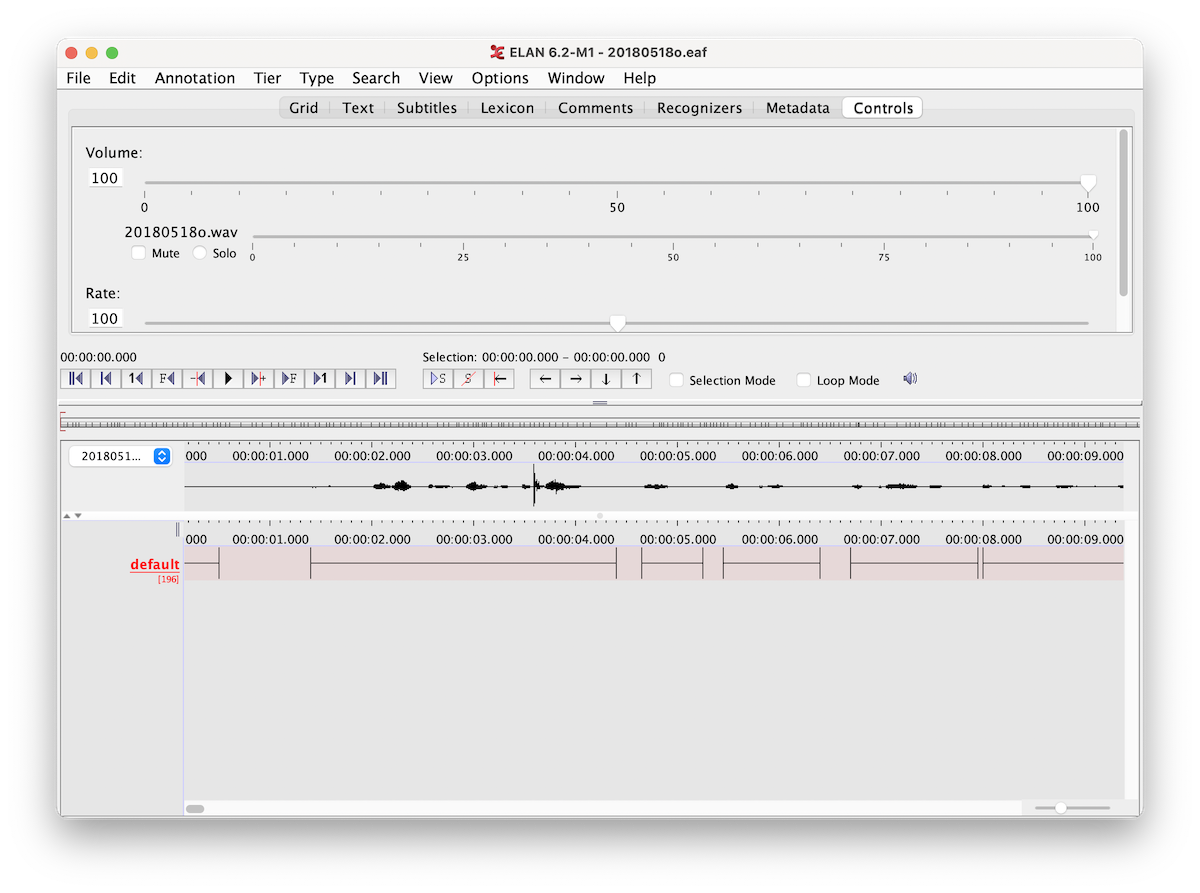 ELAN 6.2-M1 - 20180518o.eaf
File Edit Annotation Tier Type Search View Options Window Help
Grid Text Subtitles Lexicon Comments Recognizers Metadata Controls
Volume:
100
0 50 100
20180518o.wav
Mute Solo 0 25 50 75 100
Rate:
100
00:00:00.000 Selection: 00:00:00.000 - 00:00:00.000 0
1 F F 1 S S Selection Mode Loop Mode
2018051... 000 00:00:01.000 00:00:02.000 00:00:03.000 00:00:04.000 00:00:05.000 00:00:06.000 00:00:07.000 00:00:08.000 00:00:09.000
000 00:00:01.000 00:00:02.000 00:00:03.000 00:00:04.000 00:00:05.000 00:00:06.000 00:00:07.000 00:00:08.000 00:00:09.000
default
[196]